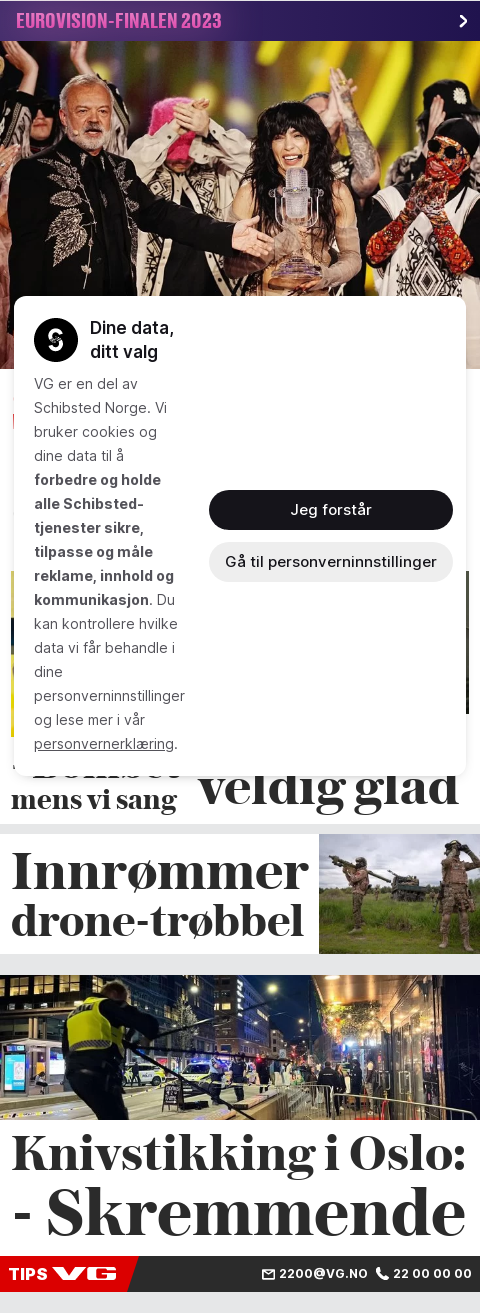 EUROVISION-FINALEN 2023
Dine data,
ditt valg
VG er en del av
Schibsted Norge. Vi
bruker cookies og
dine data til å
forbedre og holde
alle Schibsted-
tjenester sikre,
tilpasse og måle
reklame, innhold og
kommunikasjon. Du
kan kontrollere hvilke
data vi får behandle i
dine
personverninnstillinger
og lese mer i vår
personvernerklæring.
Jeg forstår
Gå til personverninnstillinger
mens vi sang
veldig glad
Innrømmer
drone-trøbbel
Knivstikking i Oslo:
- Skremmende
TIPS VG
2200@VG.NO 22 00 00 00